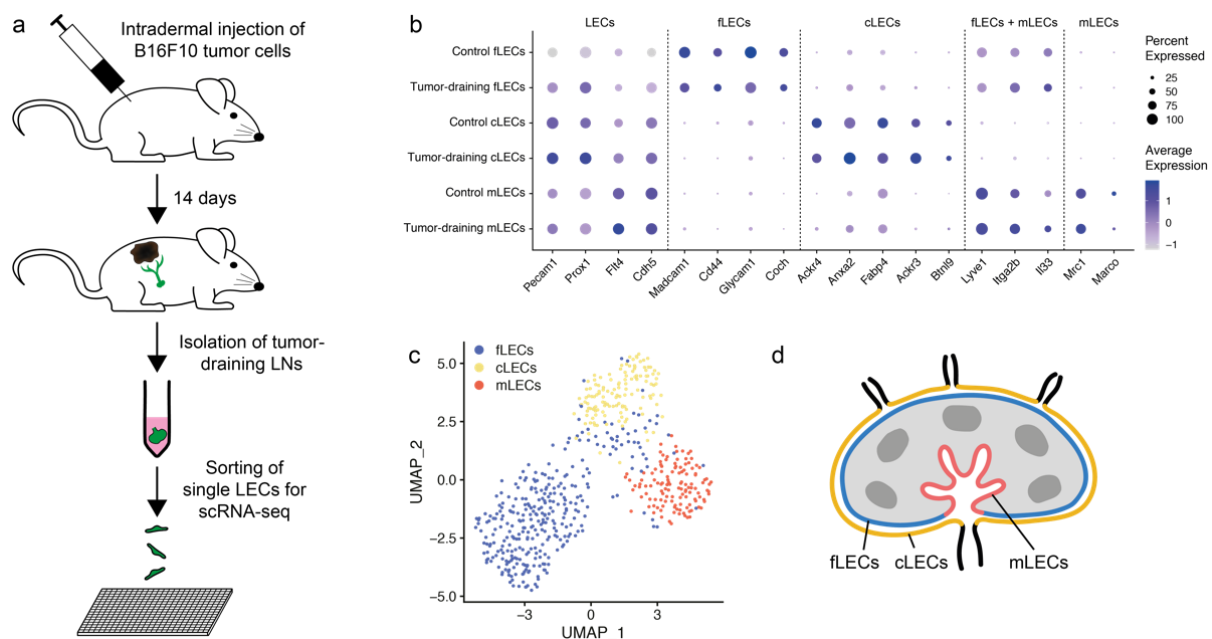 a
Intradermal injection of
B16F10 tumor cells
14 days
Isolation of tumor-
draining LNs
Sorting of
single LECs for
scRNA-seq
b
LECs
fLECs
cLECs
fLECs + mLECs
mLECs
Control fLECs
Tumor-draining fLECs
Control cLECs
Tumor-draining cLECs
Control mLECs
Tumor-draining mLECs
Pecam1
Prox1
Flt4
Cdh5
Madcam1
Cd44
Glycam1
Coch
Ackr4
Anxa2
Fabp4
Ackr3
Btnl9
Lyve1
Itga2b
Il33
Mrc1
Marco
Percent
Expressed
25
50
75
100
Average
Expression
1
0
−1
c
fLECs
cLECs
mLECs
UMAP_2
5.0
2.5
0.0
−2.5
−5.0
−3
0
3
UMAP_1
d
fLECs
cLECs
mLECs